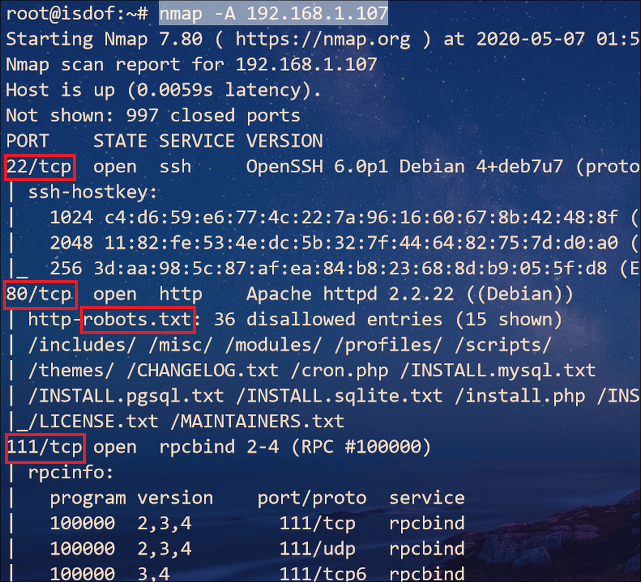 root@isdof:~# nmap -A 192.168.1.107
Starting Nmap 7.80 ( https://nmap.org ) at 2020-05-07 01:5
Nmap scan report for 192.168.1.107
Host is up (0.0059s latency).
Not shown: 997 closed ports
PORT    STATE SERVICE VERSION
22/tcp  open  ssh     OpenSSH 6.0p1 Debian 4+deb7u7 (proto
| ssh-hostkey:
|   1024 c4:d6:59:e6:77:4c:22:7a:96:16:60:67:8b:42:48:8f (
|   2048 11:82:fe:53:4e:dc:5b:32:7f:44:64:82:75:7d:d0:a0 (
|_  256 3d:aa:98:5c:87:af:ea:84:b8:23:68:8d:b9:05:5f:d8 (E
80/tcp  open  http    Apache httpd 2.2.22 ((Debian))
| http-robots.txt: 36 disallowed entries (15 shown)
| /includes/ /misc/ /modules/ /profiles/ /scripts/
| /themes/ /CHANGELOG.txt /cron.php /INSTALL.mysql.txt
| /INSTALL.pgsql.txt /INSTALL.sqlite.txt /install.php /INS
|_/LICENSE.txt /MAINTAINERS.txt
111/tcp open  rpcbind 2-4 (RPC #100000)
| rpcinfo:
|   program version    port/proto  service
|   100000  2,3,4        111/tcp   rpcbind
|   100000  2,3,4        111/udp   rpcbind
|   100000  3,4          111/tcp6  rpcbind